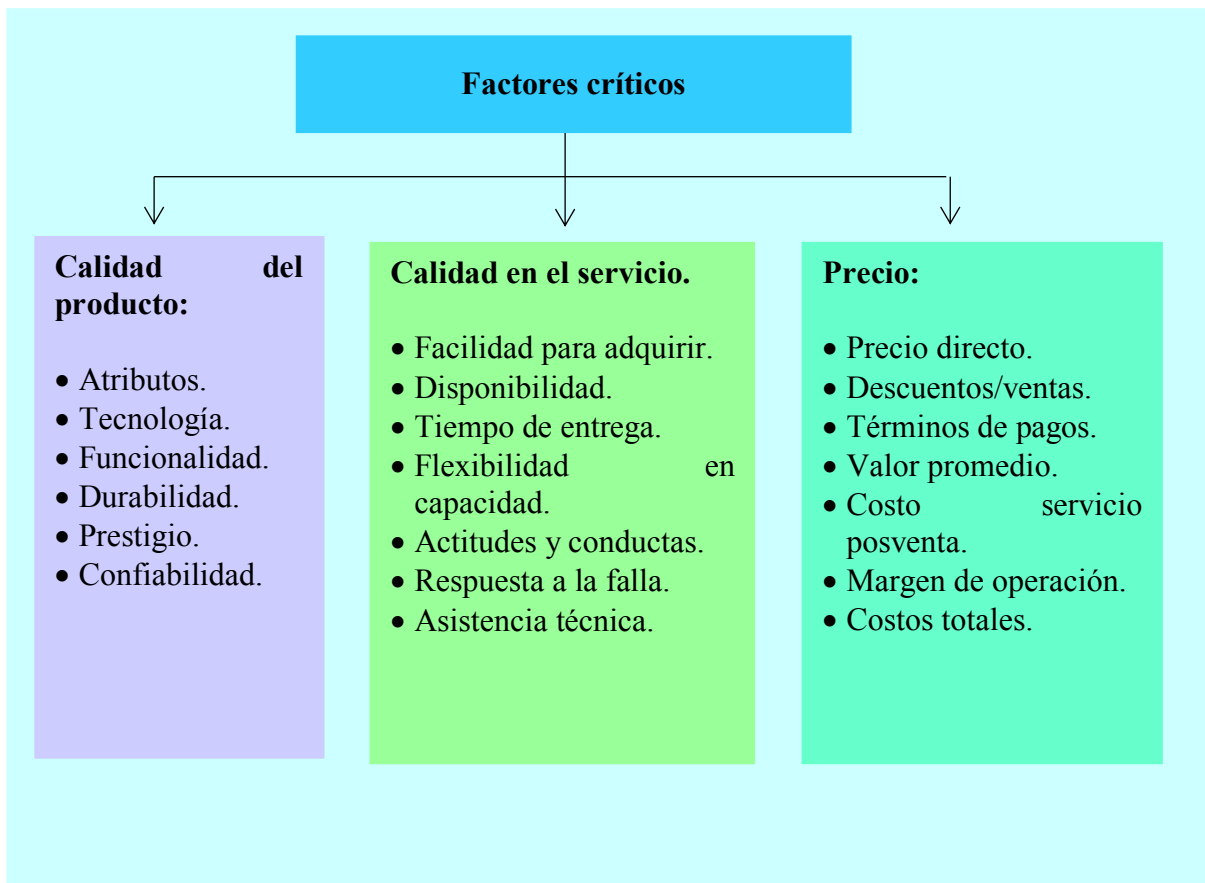 Factores críticos
Calidad del
producto:
• Atributos.
• Tecnología.
• Funcionalidad.
• Durabilidad.
• Prestigio.
• Confiabilidad.
Calidad en el servicio.
• Facilidad para adquirir.
• Disponibilidad.
• Tiempo de entrega.
• Flexibilidad en
capacidad.
• Actitudes y conductas.
• Respuesta a la falla.
• Asistencia técnica.
Precio:
• Precio directo.
• Descuentos/ventas.
• Términos de pagos.
• Valor promedio.
• Costo servicio
posventa.
• Margen de operación.
• Costos totales.